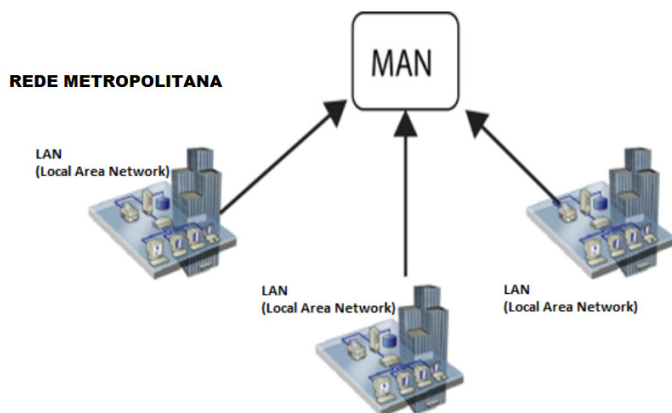 MAN
REDE METROPOLITANA
LAN
(Local Area Network)
LAN
(Local Area Network)
LAN
(Local Area Network)